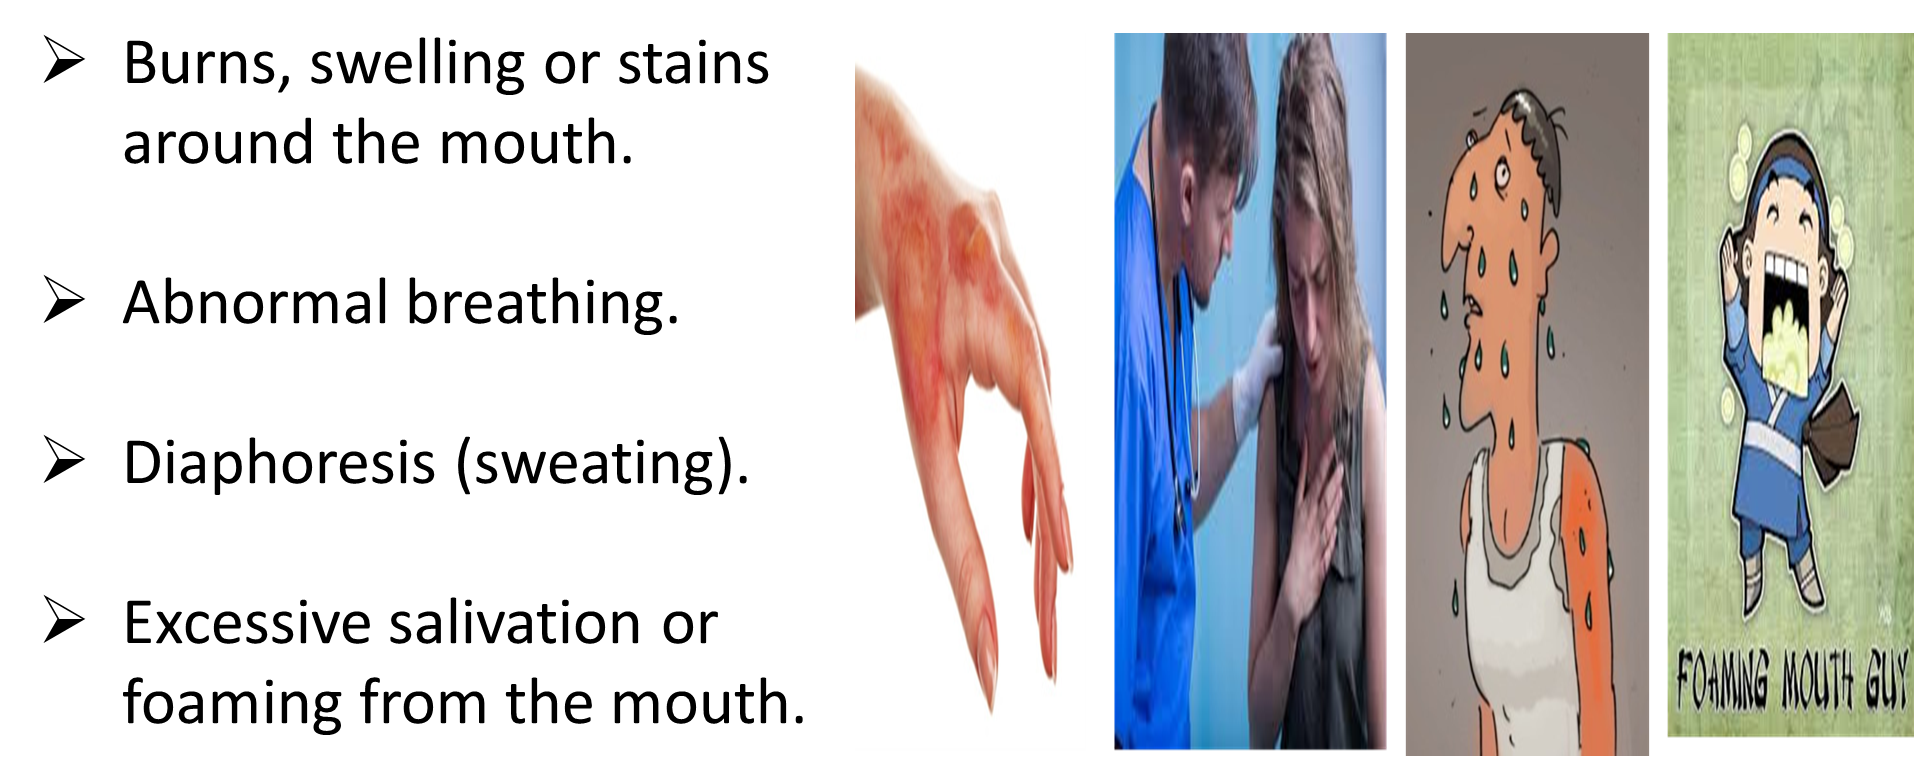 ➢ Burns, swelling or stains
around the mouth.
➢ Abnormal breathing.
➢ Diaphoresis (sweating).
➢ Excessive salivation or
foaming from the mouth.
FOAMING MOUTH GUY